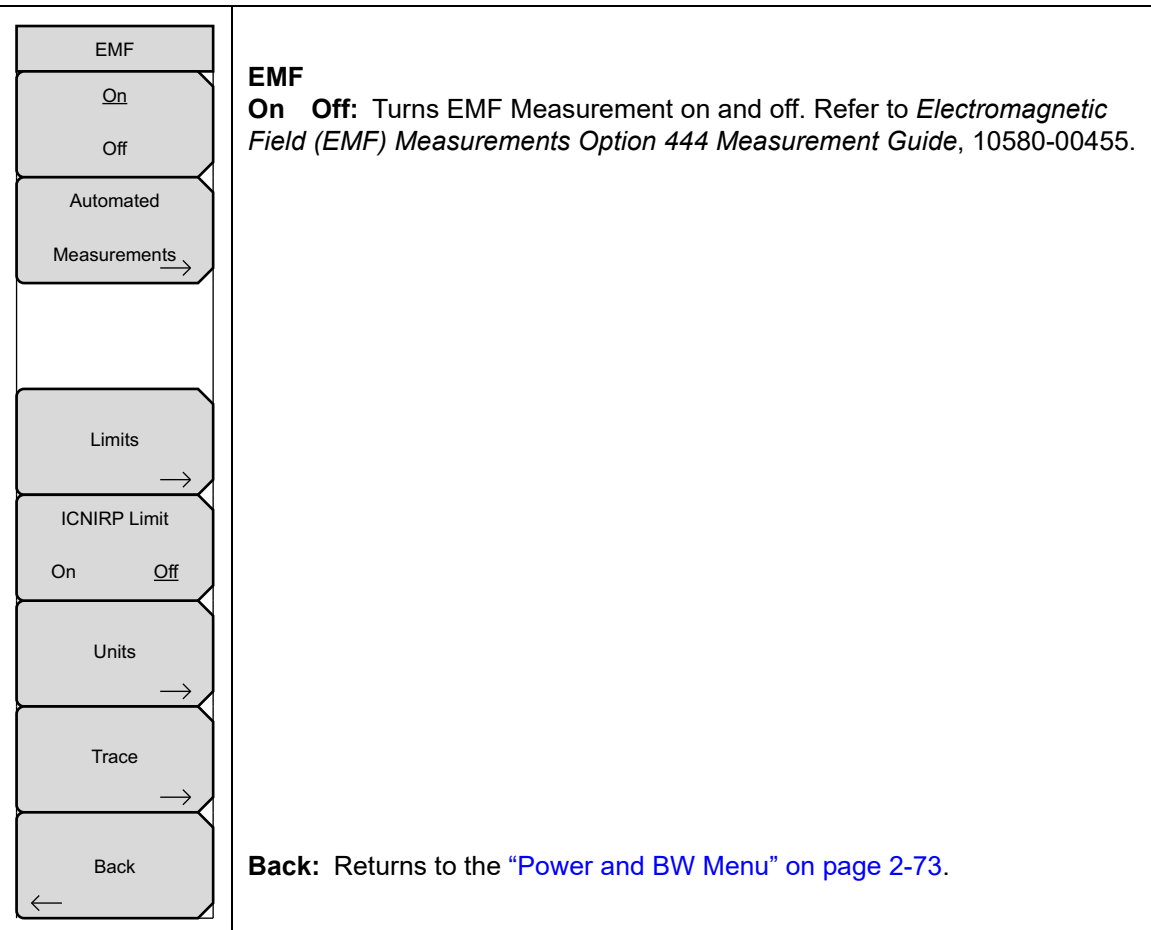 EMF
On
Off
Automated
Measurements
Limits
ICNIRP Limit
On Off
Units
Trace
Back
EMF
On Off: Turns EMF Measurement on and off. Refer to Electromagnetic
Field (EMF) Measurements Option 444 Measurement Guide, 10580-00455.
Back: Returns to the “Power and BW Menu” on page 2-73.